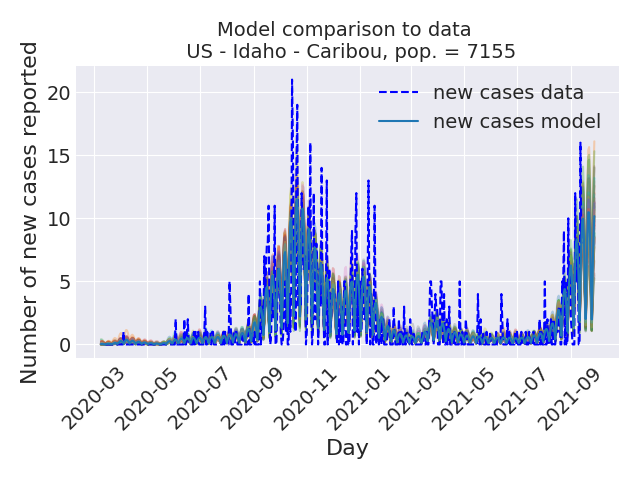 Model comparison to data
US - Idaho - Caribou, pop. = 7155
Number of new cases reported
20
15
10
5
0
new cases data
new cases model
2020-03
2020-05
2020-07
2020-09
2020-11
2021-01
2021-03
2021-05
2021-07
2021-09
Day